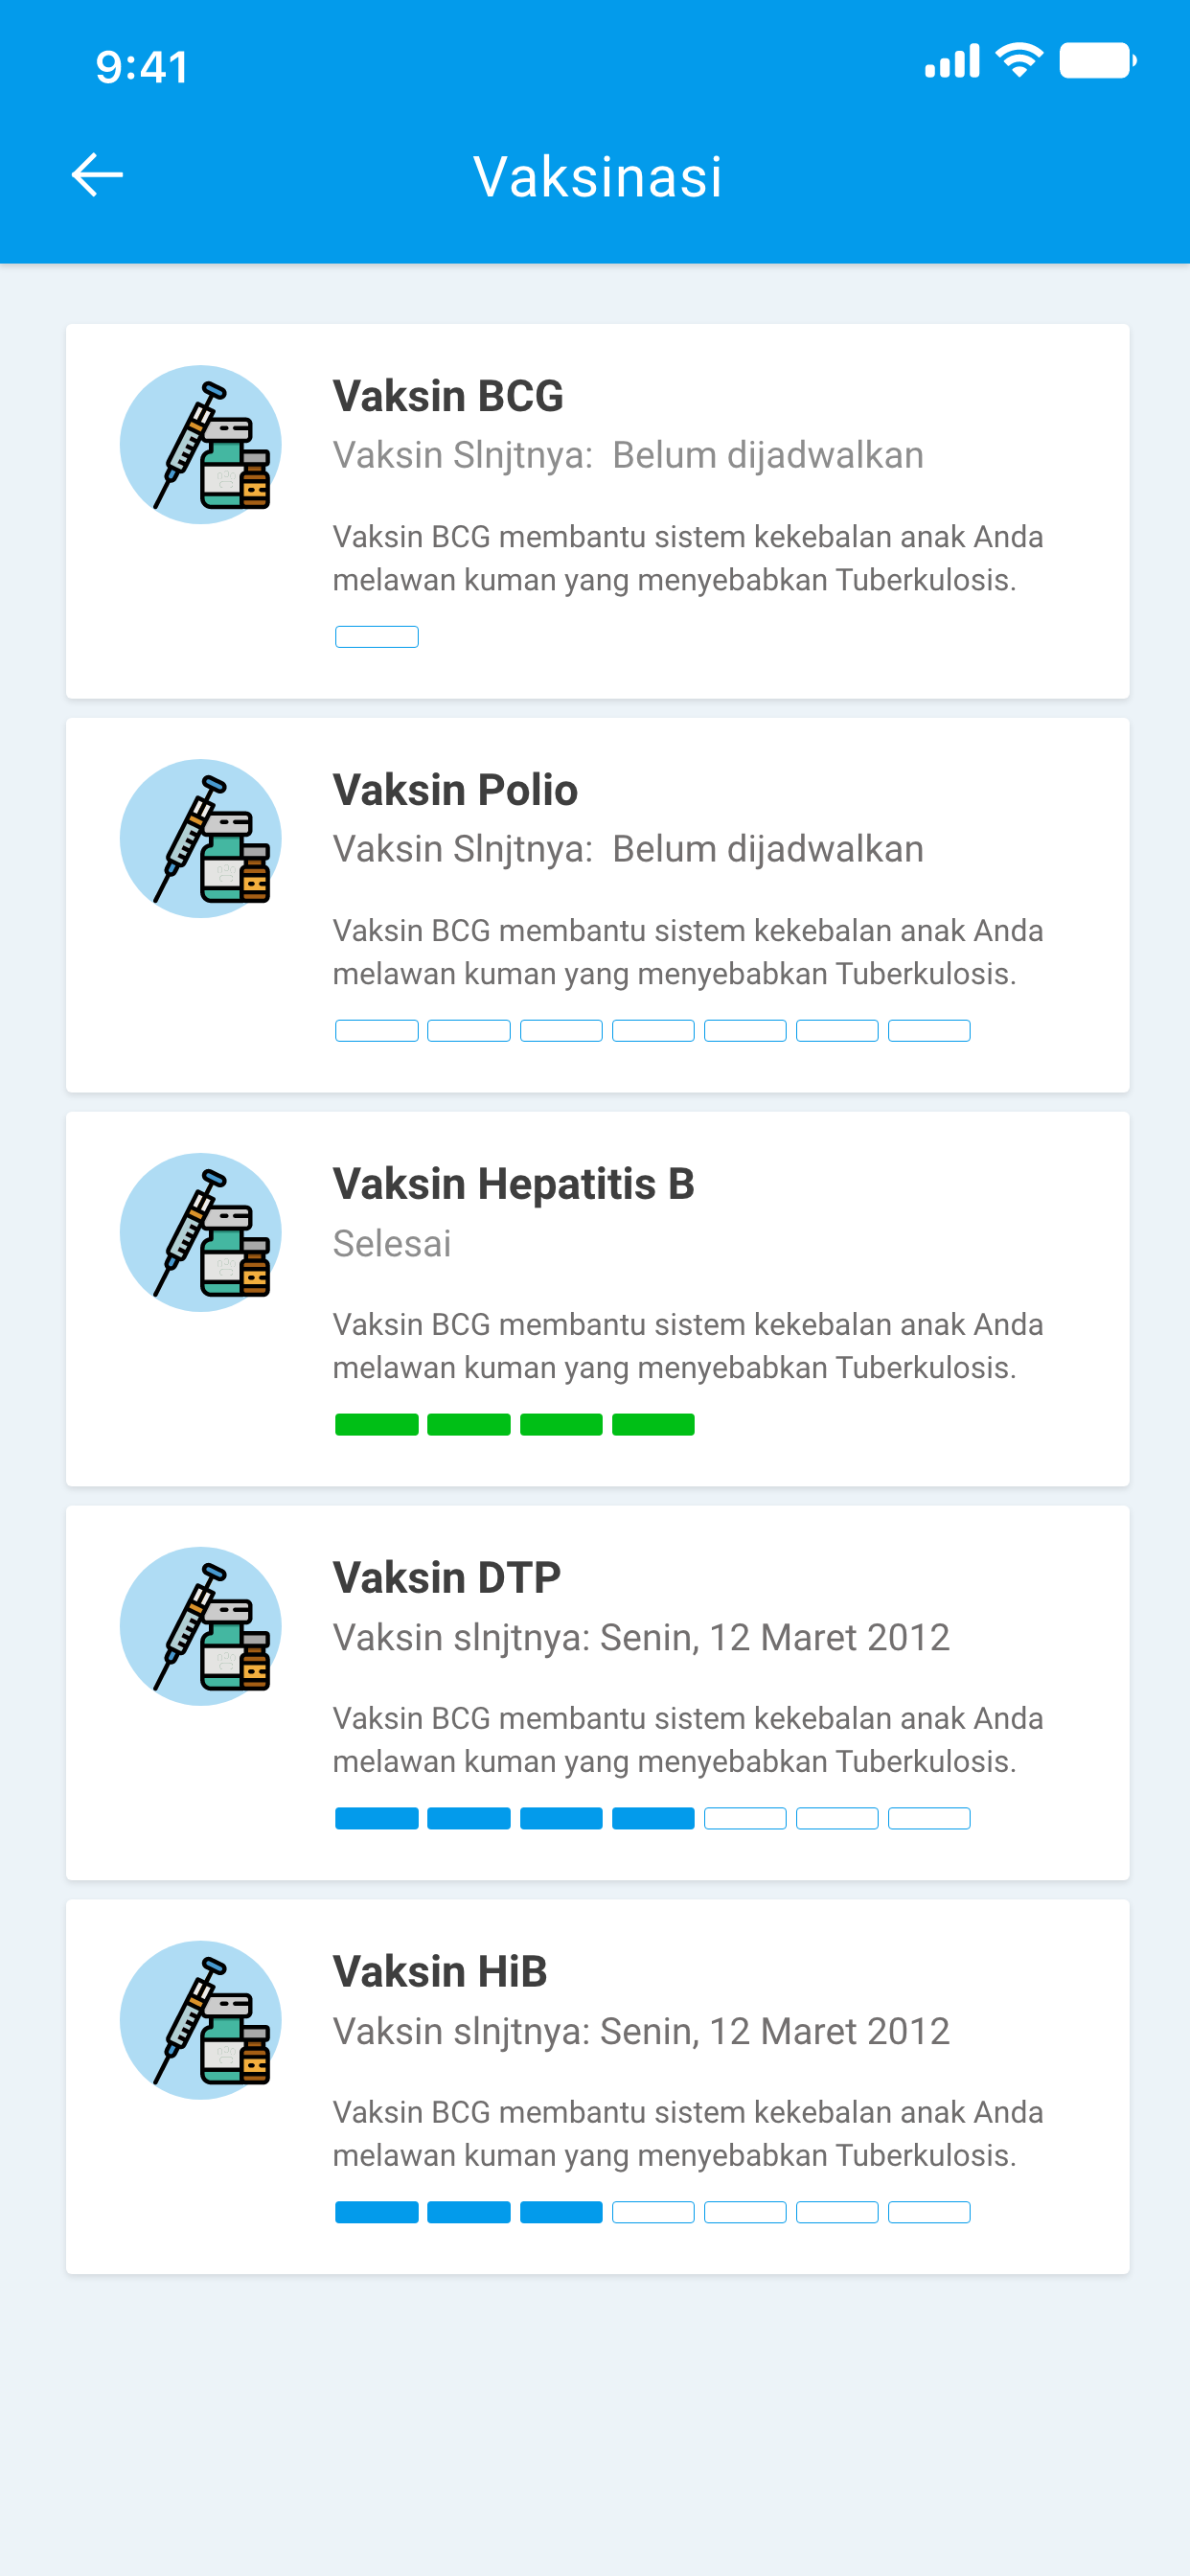 9:41
Vaksinasi
Vaksin BCG
Vaksin Slnjtnya: Belum dijadwalkan
Vaksin BCG membantu sistem kekebalan anak Anda
melawan kuman yang menyebabkan Tuberkulosis.
Vaksin Polio
Vaksin Slnjtnya: Belum dijadwalkan
Vaksin BCG membantu sistem kekebalan anak Anda
melawan kuman yang menyebabkan Tuberkulosis.
Vaksin Hepatitis B
Selesai
Vaksin BCG membantu sistem kekebalan anak Anda
melawan kuman yang menyebabkan Tuberkulosis.
Vaksin DTP
Vaksin slnjtnya: Senin, 12 Maret 2012
Vaksin BCG membantu sistem kekebalan anak Anda
melawan kuman yang menyebabkan Tuberkulosis.
Vaksin HiB
Vaksin slnjtnya: Senin, 12 Maret 2012
Vaksin BCG membantu sistem kekebalan anak Anda
melawan kuman yang menyebabkan Tuberkulosis.